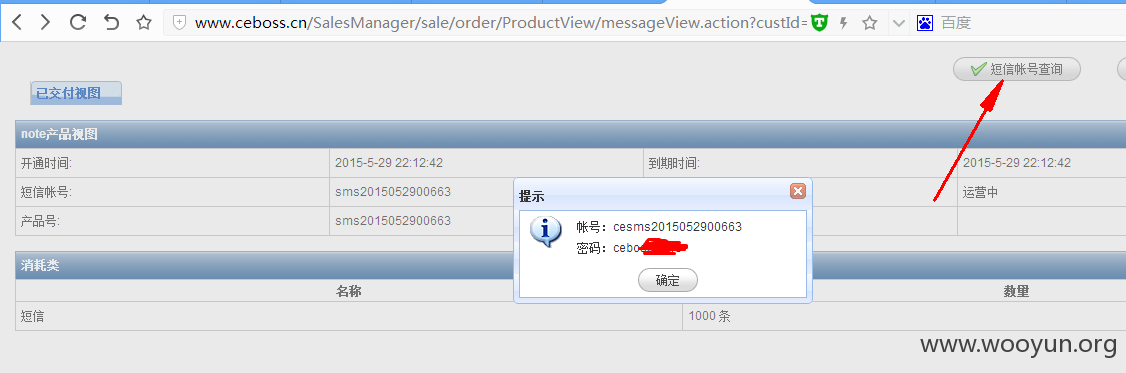 www.ceboss.cn/SalesManager/sale/order/ProductView/messageView.action?custId=
百度
短信帐号查询
已交付视图
note产品视图
开通时间: 2015-5-29 22:12:42 到期时间: 2015-5-29 22:12:42
短信帐号: sms2015052900663 运营中
产品号: sms2015052900663
提示
帐号：cesms2015052900663
密码：cebo
确定
消耗类
名称 数量
短信 1000 条
www.wooyun.org